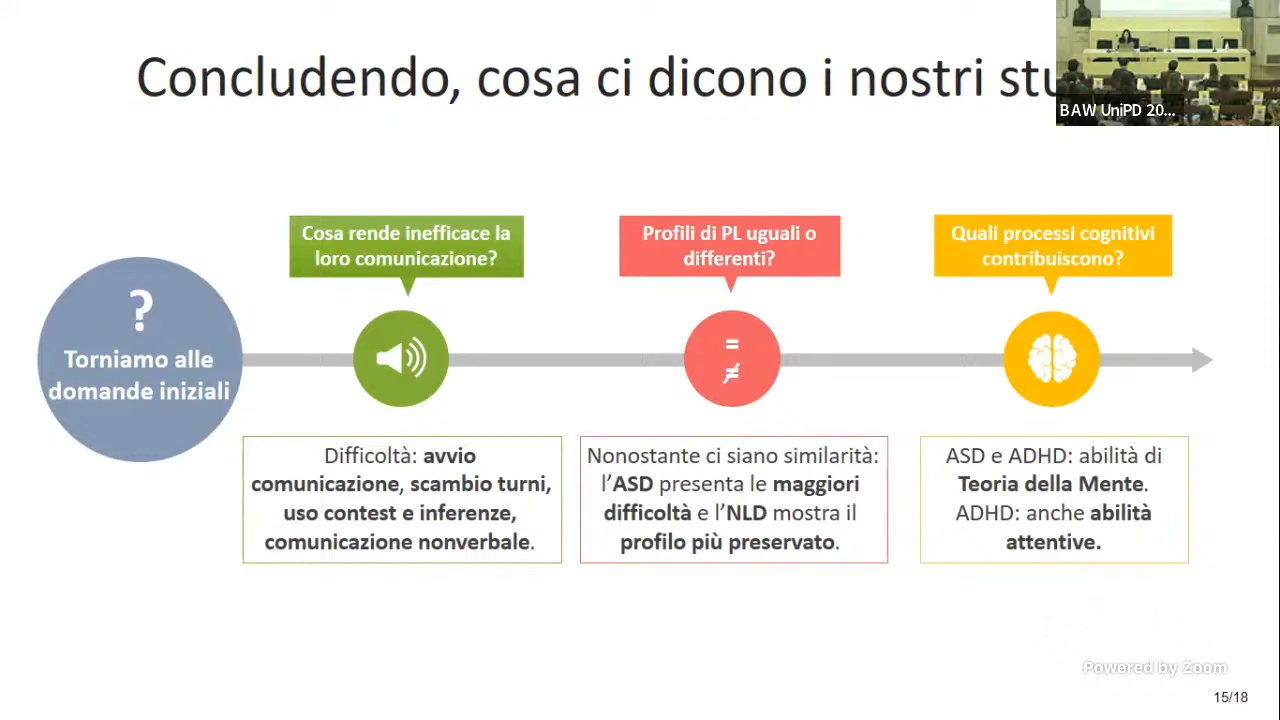 Concludendo, cosa ci dicono i nostri stu
BAW UniPD 20...
Cosa rende inefficace la
loro comunicazione?
Profili di PL uguali o
differenti?
Quali processi cognitivi
contribuiscono?
?
Torniamo alle
domande iniziali
=
≠
Difficoltà: avvio
comunicazione, scambio turni,
uso contest e inferenze,
comunicazione nonverbale.
Nonostante ci siano similarità:
l'ASD presenta le maggiori
difficoltà e l'NLD mostra il
profilo più preservato.
ASD e ADHD: abilità di
Teoria della Mente.
ADHD: anche abilità
attentive.
Powered by Zoom
15/18